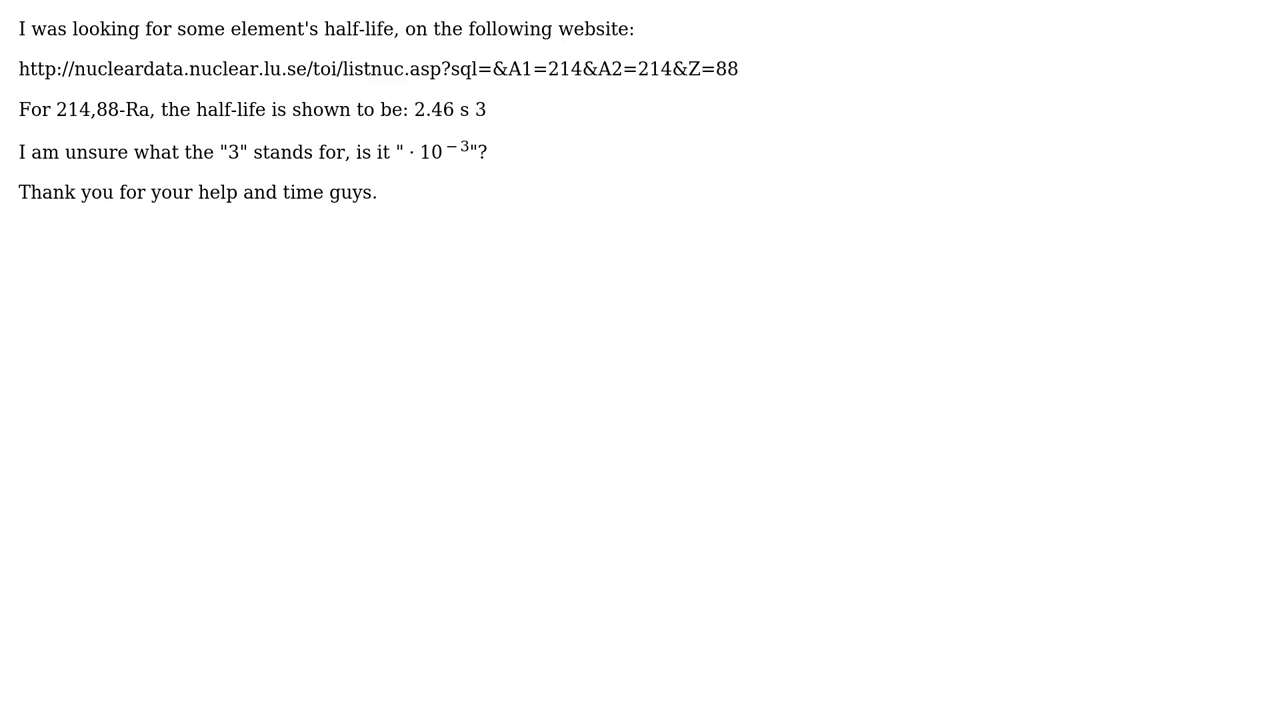 I was looking for some element's half-life, on the following website:
http://nucleardata.nuclear.lu.se/toi/listnuc.asp?sql=&A1=214&A2=214&Z=88
For 214,88-Ra, the half-life is shown to be: 2.46 s 3
I am unsure what the "3" stands for, is it " · 10⁻³"?
Thank you for your help and time guys.